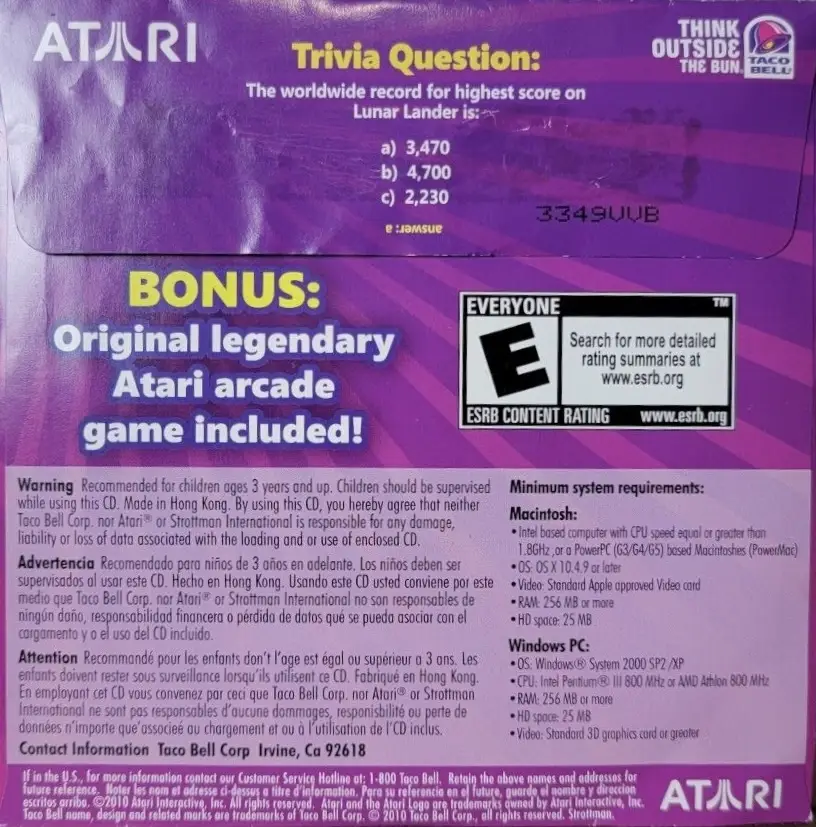 ATARI
Trivia Question:
THINK
OUTSIDE
THE BUN.
TACO
BELL
The worldwide record for highest score on
Lunar Lander is:
a) 3,470
b) 4,700
c) 2,230
answer: a
3349UUB
BONUS:
Original legendary
Atari arcade
game included!
EVERYONE
TM
E
Search for more detailed
rating summaries at
www.esrb.org
ESRB CONTENT RATING www.esrb.org
Warning Recommended for children ages 3 years and up. Children should be supervised
while using this CD. Made in Hong Kong. By using this CD, you hereby agree that neither
Taco Bell Corp. nor Atari® or Strottman International is responsible for any damage,
liability or loss of data associated with the loading and or use of enclosed CD.
Advertencia Recomendado para niños de 3 años en adelante. Los niños deben ser
supervisados al usar este CD. Hecho en Hong Kong. Usando este CD usted conviene por este
medio que Taco Bell Corp. nor Atari® or Strottman International no son responsables de
ningún daño, responsabilidad financera o pérdida de datos qué se pueda asociar con el
cargamento y o el uso del CD incluido.
Attention Recommandé pour les enfants don't l'age est égal ou supérieur a 3 ans. Les
enfants doivent rester sous surveillance lorsqu'ils utilisent ce CD. Fabriqué en Hong Kong.
En employant cet CD vous convenez par ceci que Taco Bell Corp. nor Atari® or Strottman
International ne sont pas responsables d'aucune dammages, responisbilité ou perte de
données n'importe que'associeé au chargement et ou à l'utilisation de l'CD inclus.
Contact Information Taco Bell Corp Irvine, Ca 92618
Minimum system requirements:
Macintosh:
• Intel based computer with CPU speed equal or greater than
1.8GHz ,or a PowerPC (G3/G4/G5) based Macintoshes (PowerMac)
• OS: OS X 10.4.9 or later
• Video: Standard Apple approved Video card
• RAM: 256 MB or more
• HD space: 25 MB
Windows PC:
• OS: Windows® System 2000 SP2 /XP
• CPU: Intel Pentium® III 800 MHz or AMD Athlon 800 MHz
• RAM: 256 MB or more
• HD space: 25 MB
• Video: Standard 3D graphics card or greater
If in the U.S., for more information contact our Customer Service Hotline at: 1-800 Taco Bell. Retain the above names and addresses for
future reference. Noter les nom et adresse ci-dessus a titre d'information. Para su referencia en el future, guarde el nombre y direccion
escritos arriba. ©2010 Atari Interactive, Inc. All rights reserved. Atari and the Atari Logo are trademarks owned by Atari Interactive, Inc.
Taco Bell name, design and related marks are trademarks of Taco Bell Corp. © 2010 Taco Bell Corp., all rights reserved. Strottman.
ATARI